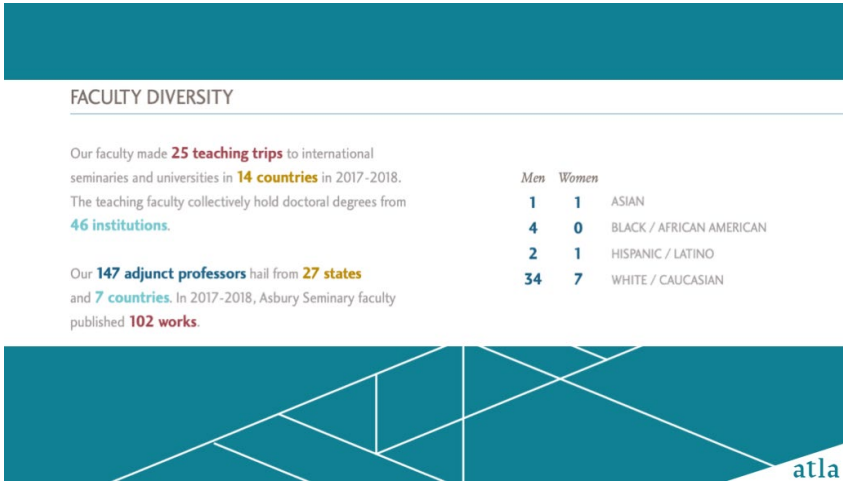 FACULTY DIVERSITY
Our faculty made 25 teaching trips to international
seminaries and universities in 14 countries in 2017-2018.
The teaching faculty collectively hold doctoral degrees from
46 institutions.
Our 147 adjunct professors hail from 27 states
and 7 countries. In 2017-2018, Asbury Seminary faculty
published 102 works.
Men Women
1 1 ASIAN
4 0 BLACK / AFRICAN AMERICAN
2 1 HISPANIC / LATINO
34 7 WHITE / CAUCASIAN
atla